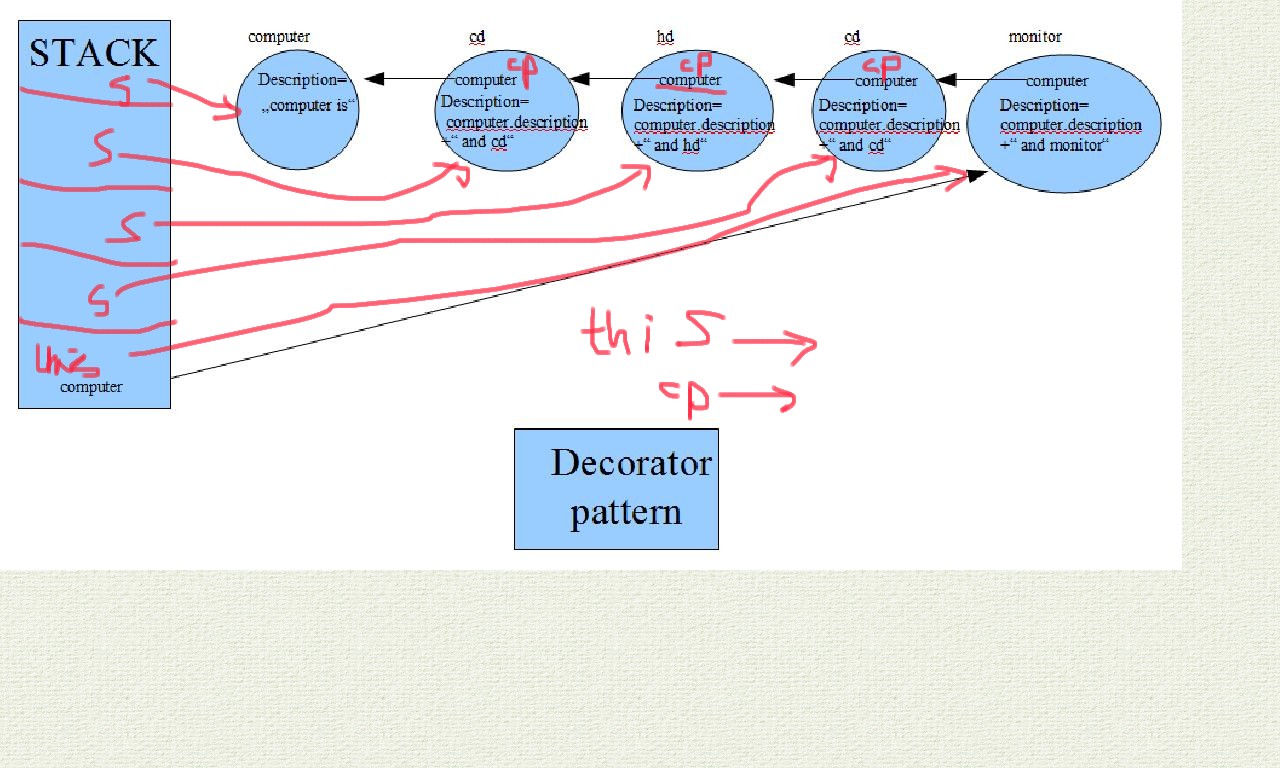 computer
cd
hd
cd
monitor
STACK
S
S
S
S
this
computer
Description=
„computer is“
computer
cp
Description=
computer.description
+“ and cd“
computer
cp
Description=
computer.description
+“ and hd“
computer
cp
Description=
computer.description
+“ and cd“
computer
Description=
computer.description
+“ and monitor“
this
cp
Decorator
pattern